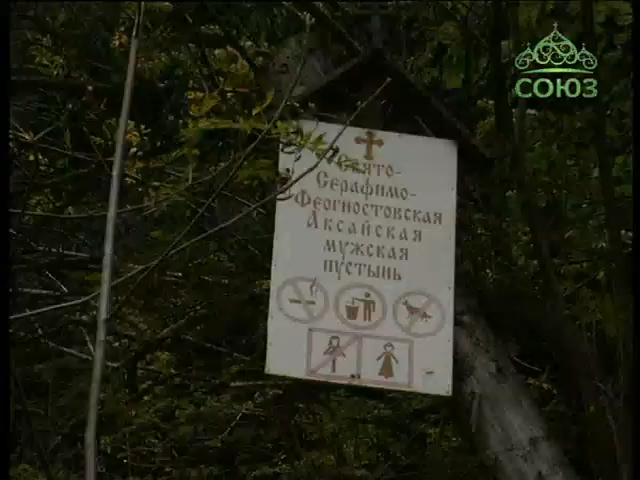 СОЮЗ
Свято-
Серафимо-
Феогностовская
Аксайская
мужская
пустынь